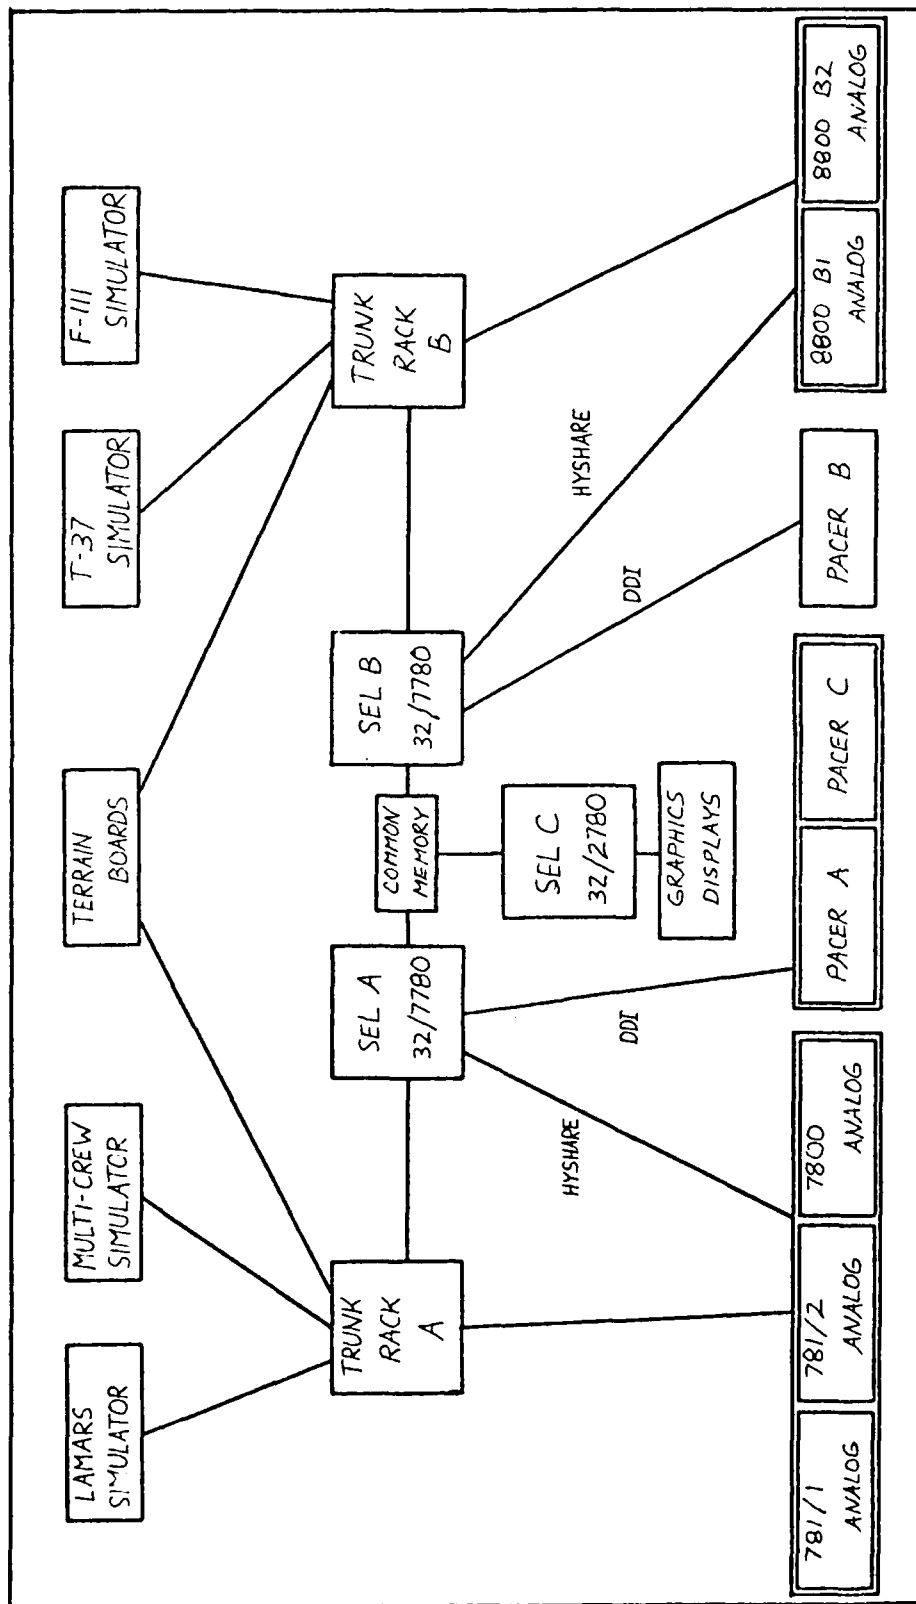 LAMARS
SIMULATOR
MULTI-CREW
SIMULATOR
TERRAIN
BOARDS
T-37
SIMULATOR
F-111
SIMULATOR
TRUNK
RACK
A
SEL A
32/7780
COMMON
MEMORY
SEL B
32/7780
TRUNK
RACK
B
SEL C
32/2780
GRAPHICS
DISPLAYS
HYSHARE
DDI
DDI
HYSHARE
781/1
ANALOG
781/2
ANALOG
7800
ANALOG
PACER A
PACER C
PACER B
8800 B1
ANALOG
8800 B2
ANALOG